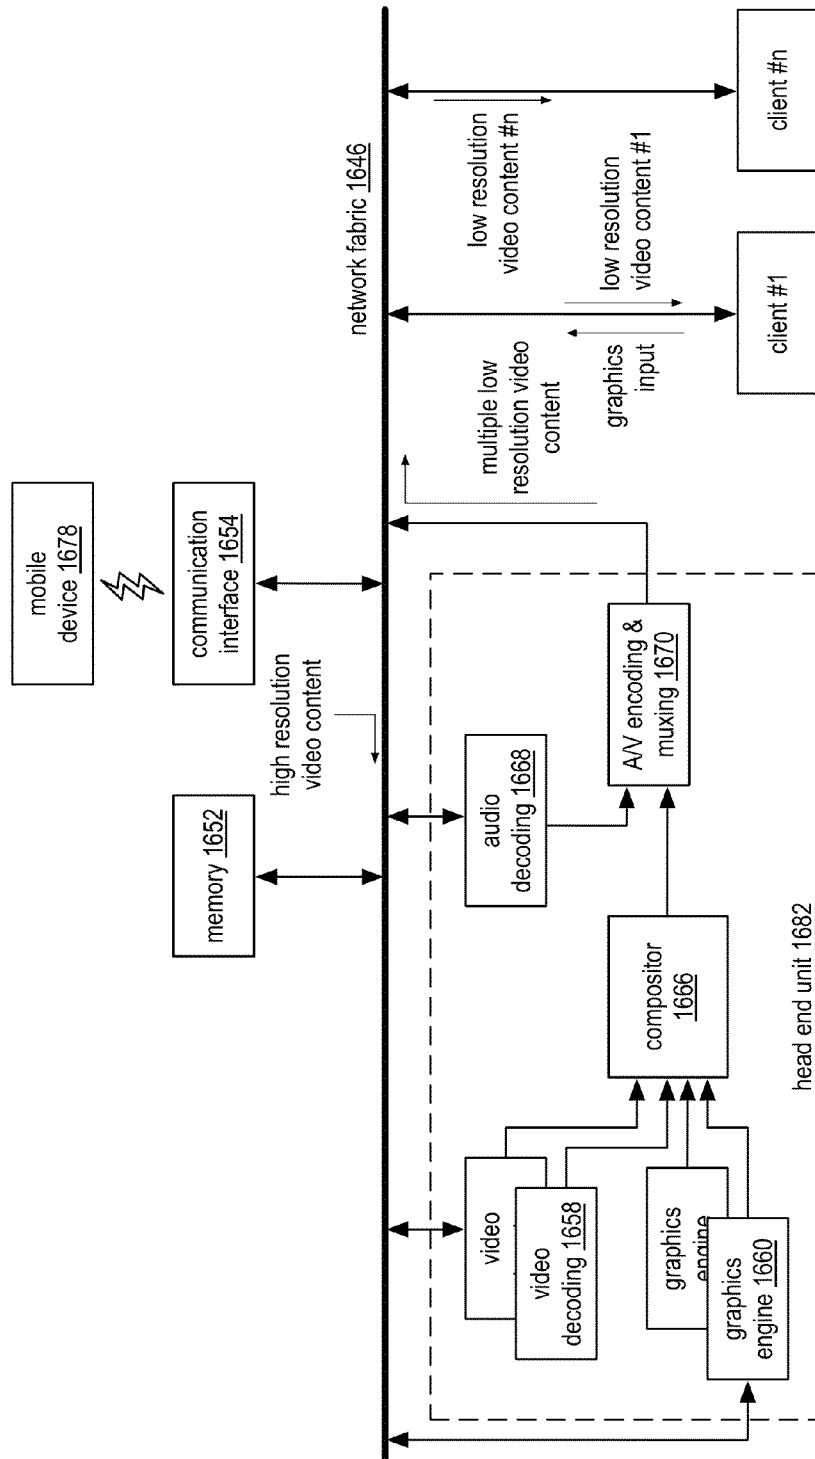 mobile
device 1678
communication
interface 1654
memory 1652
high resolution
video content
network fabric 1646
low resolution
video content #n
low resolution
video content #1
multiple low
resolution video
content
graphics
input
client #1
client #n
audio
decoding 1668
A/V encoding &
muxing 1670
compositor
1666
video
video
decoding 1658
graphics
engine
graphics
engine 1660
head end unit 1682